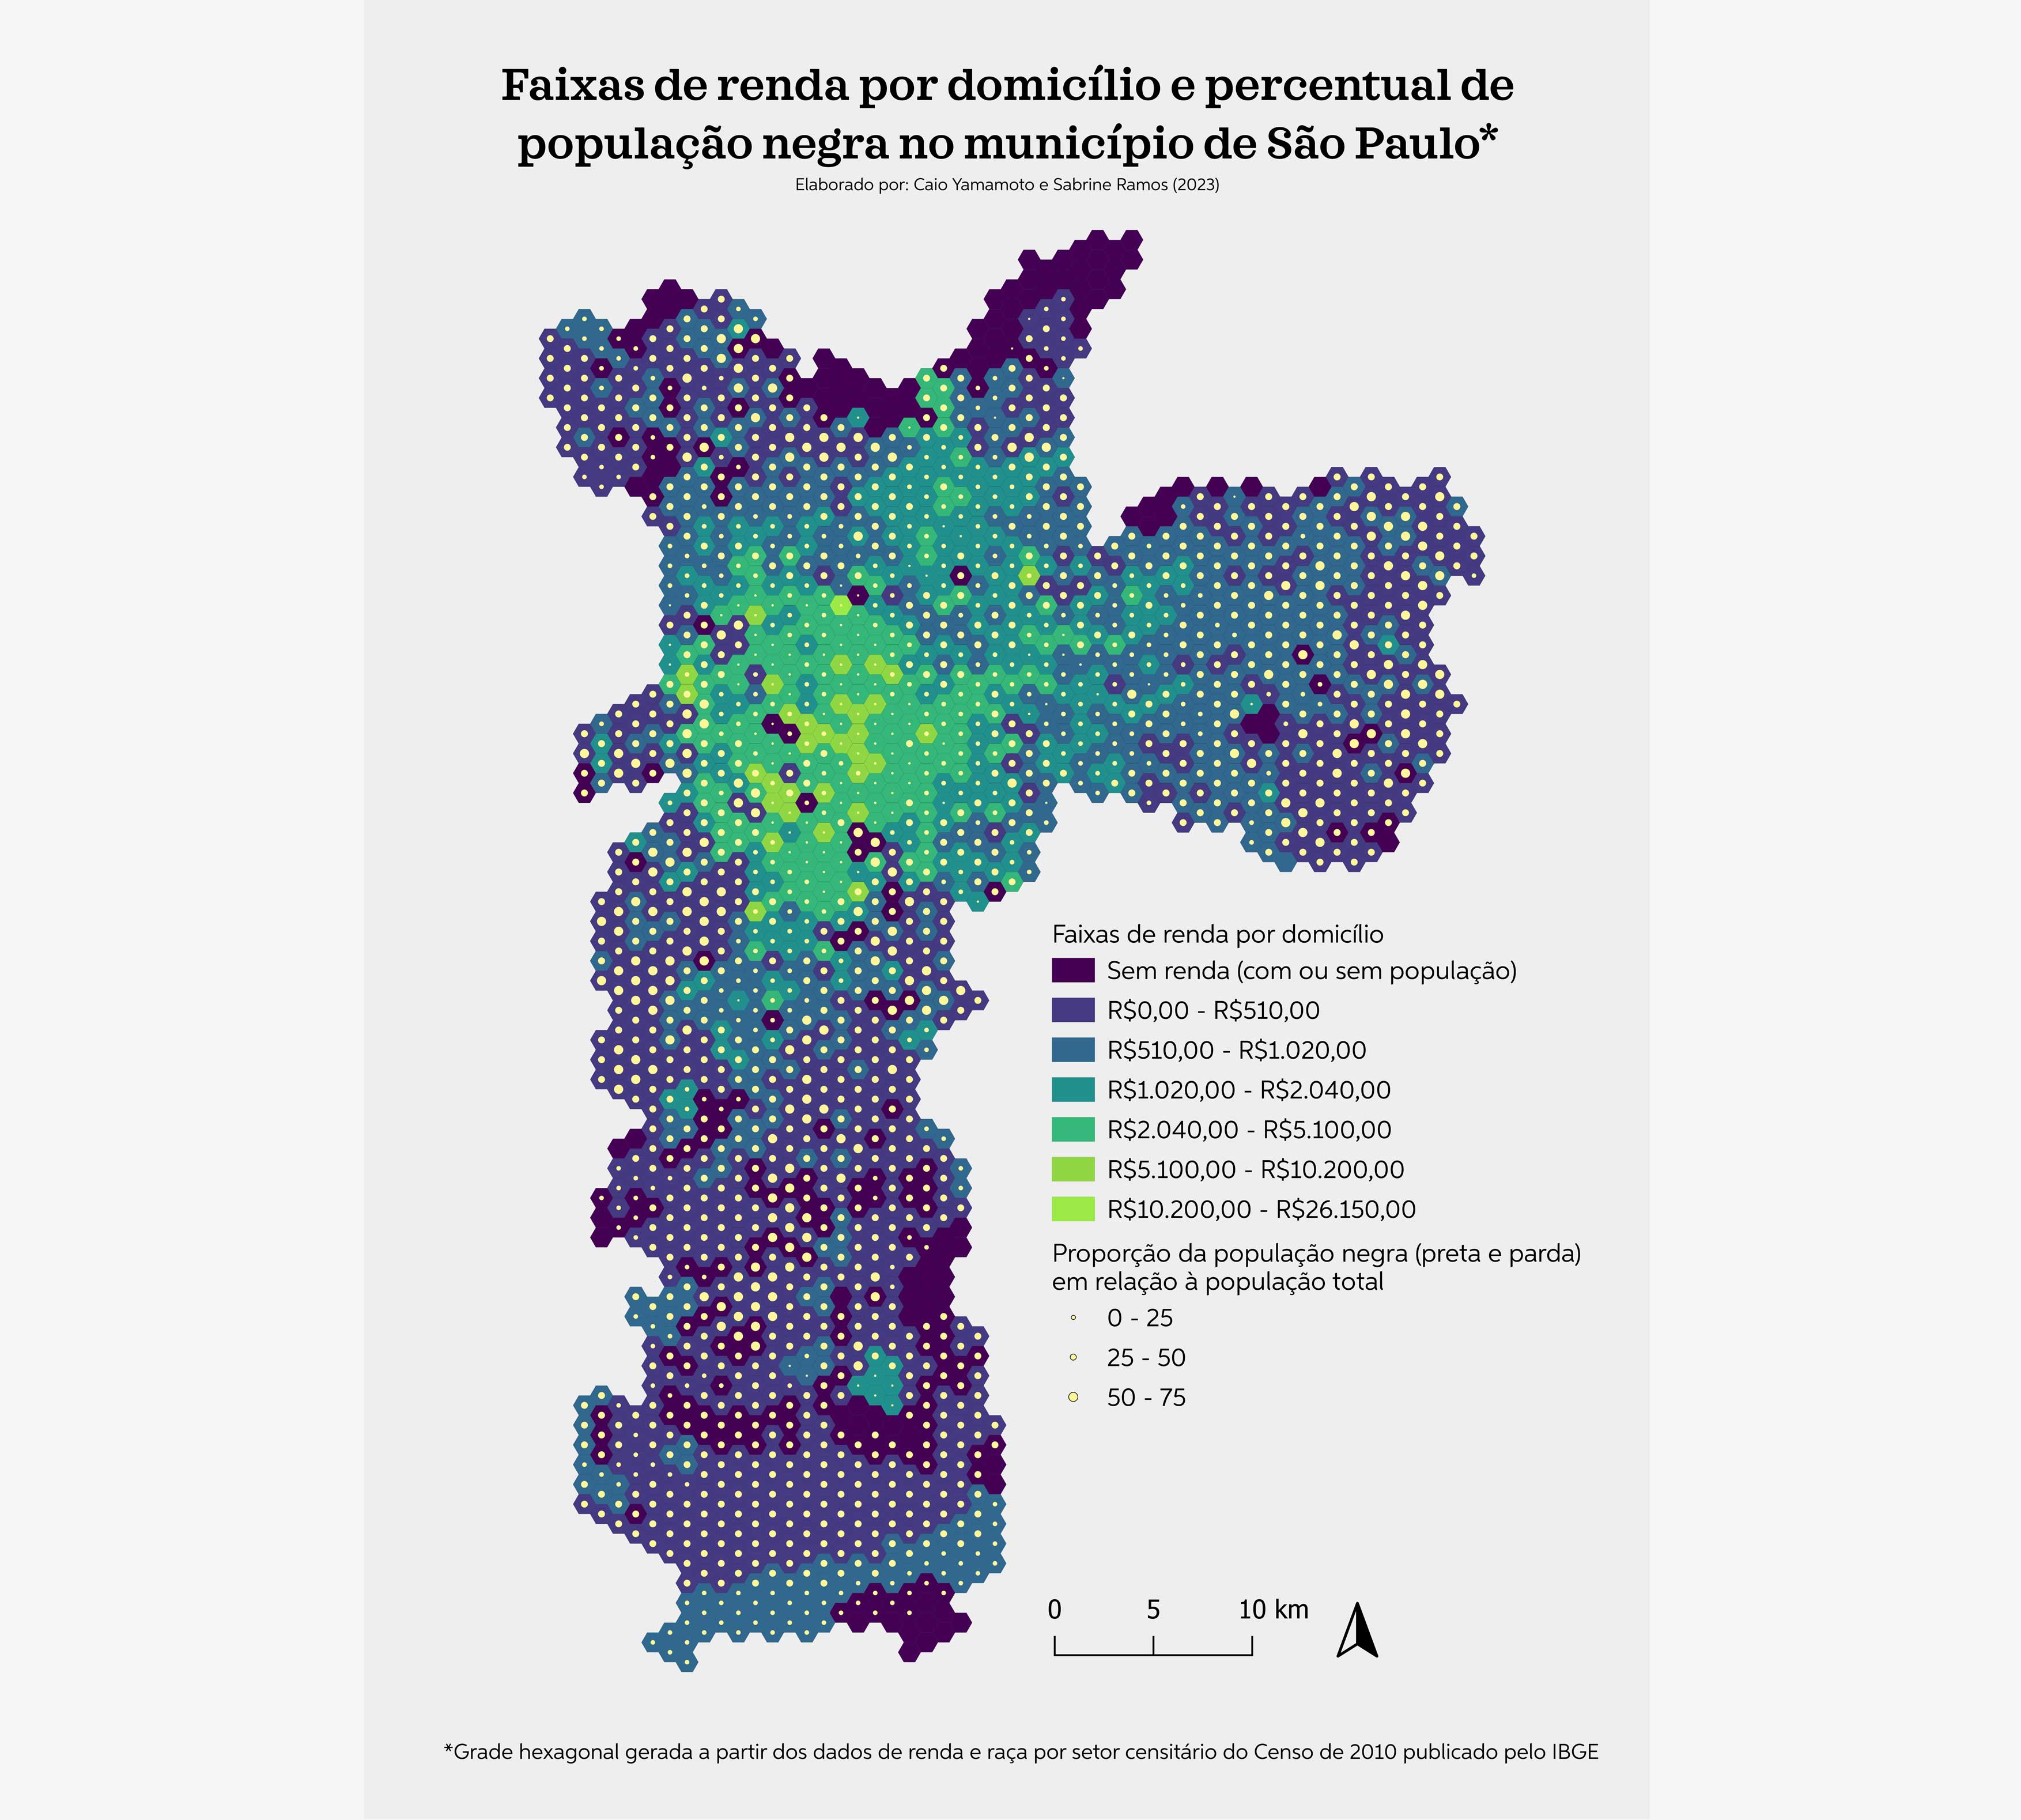 Faixas de renda por domicílio e percentual de
população negra no município de São Paulo*
Elaborado por: Caio Yamamoto e Sabrine Ramos (2023)
Faixas de renda por domicílio
Sem renda (com ou sem população)
R$0,00 - R$510,00
R$510,00 - R$1.020,00
R$1.020,00 - R$2.040,00
R$2.040,00 - R$5.100,00
R$5.100,00 - R$10.200,00
R$10.200,00 - R$26.150,00
Proporção da população negra (preta e parda)
em relação à população total
0 - 25
25 - 50
50 - 75
0 5 10 km
*Grade hexagonal gerada a partir dos dados de renda e raça por setor censitário do Censo de 2010 publicado pelo IBGE